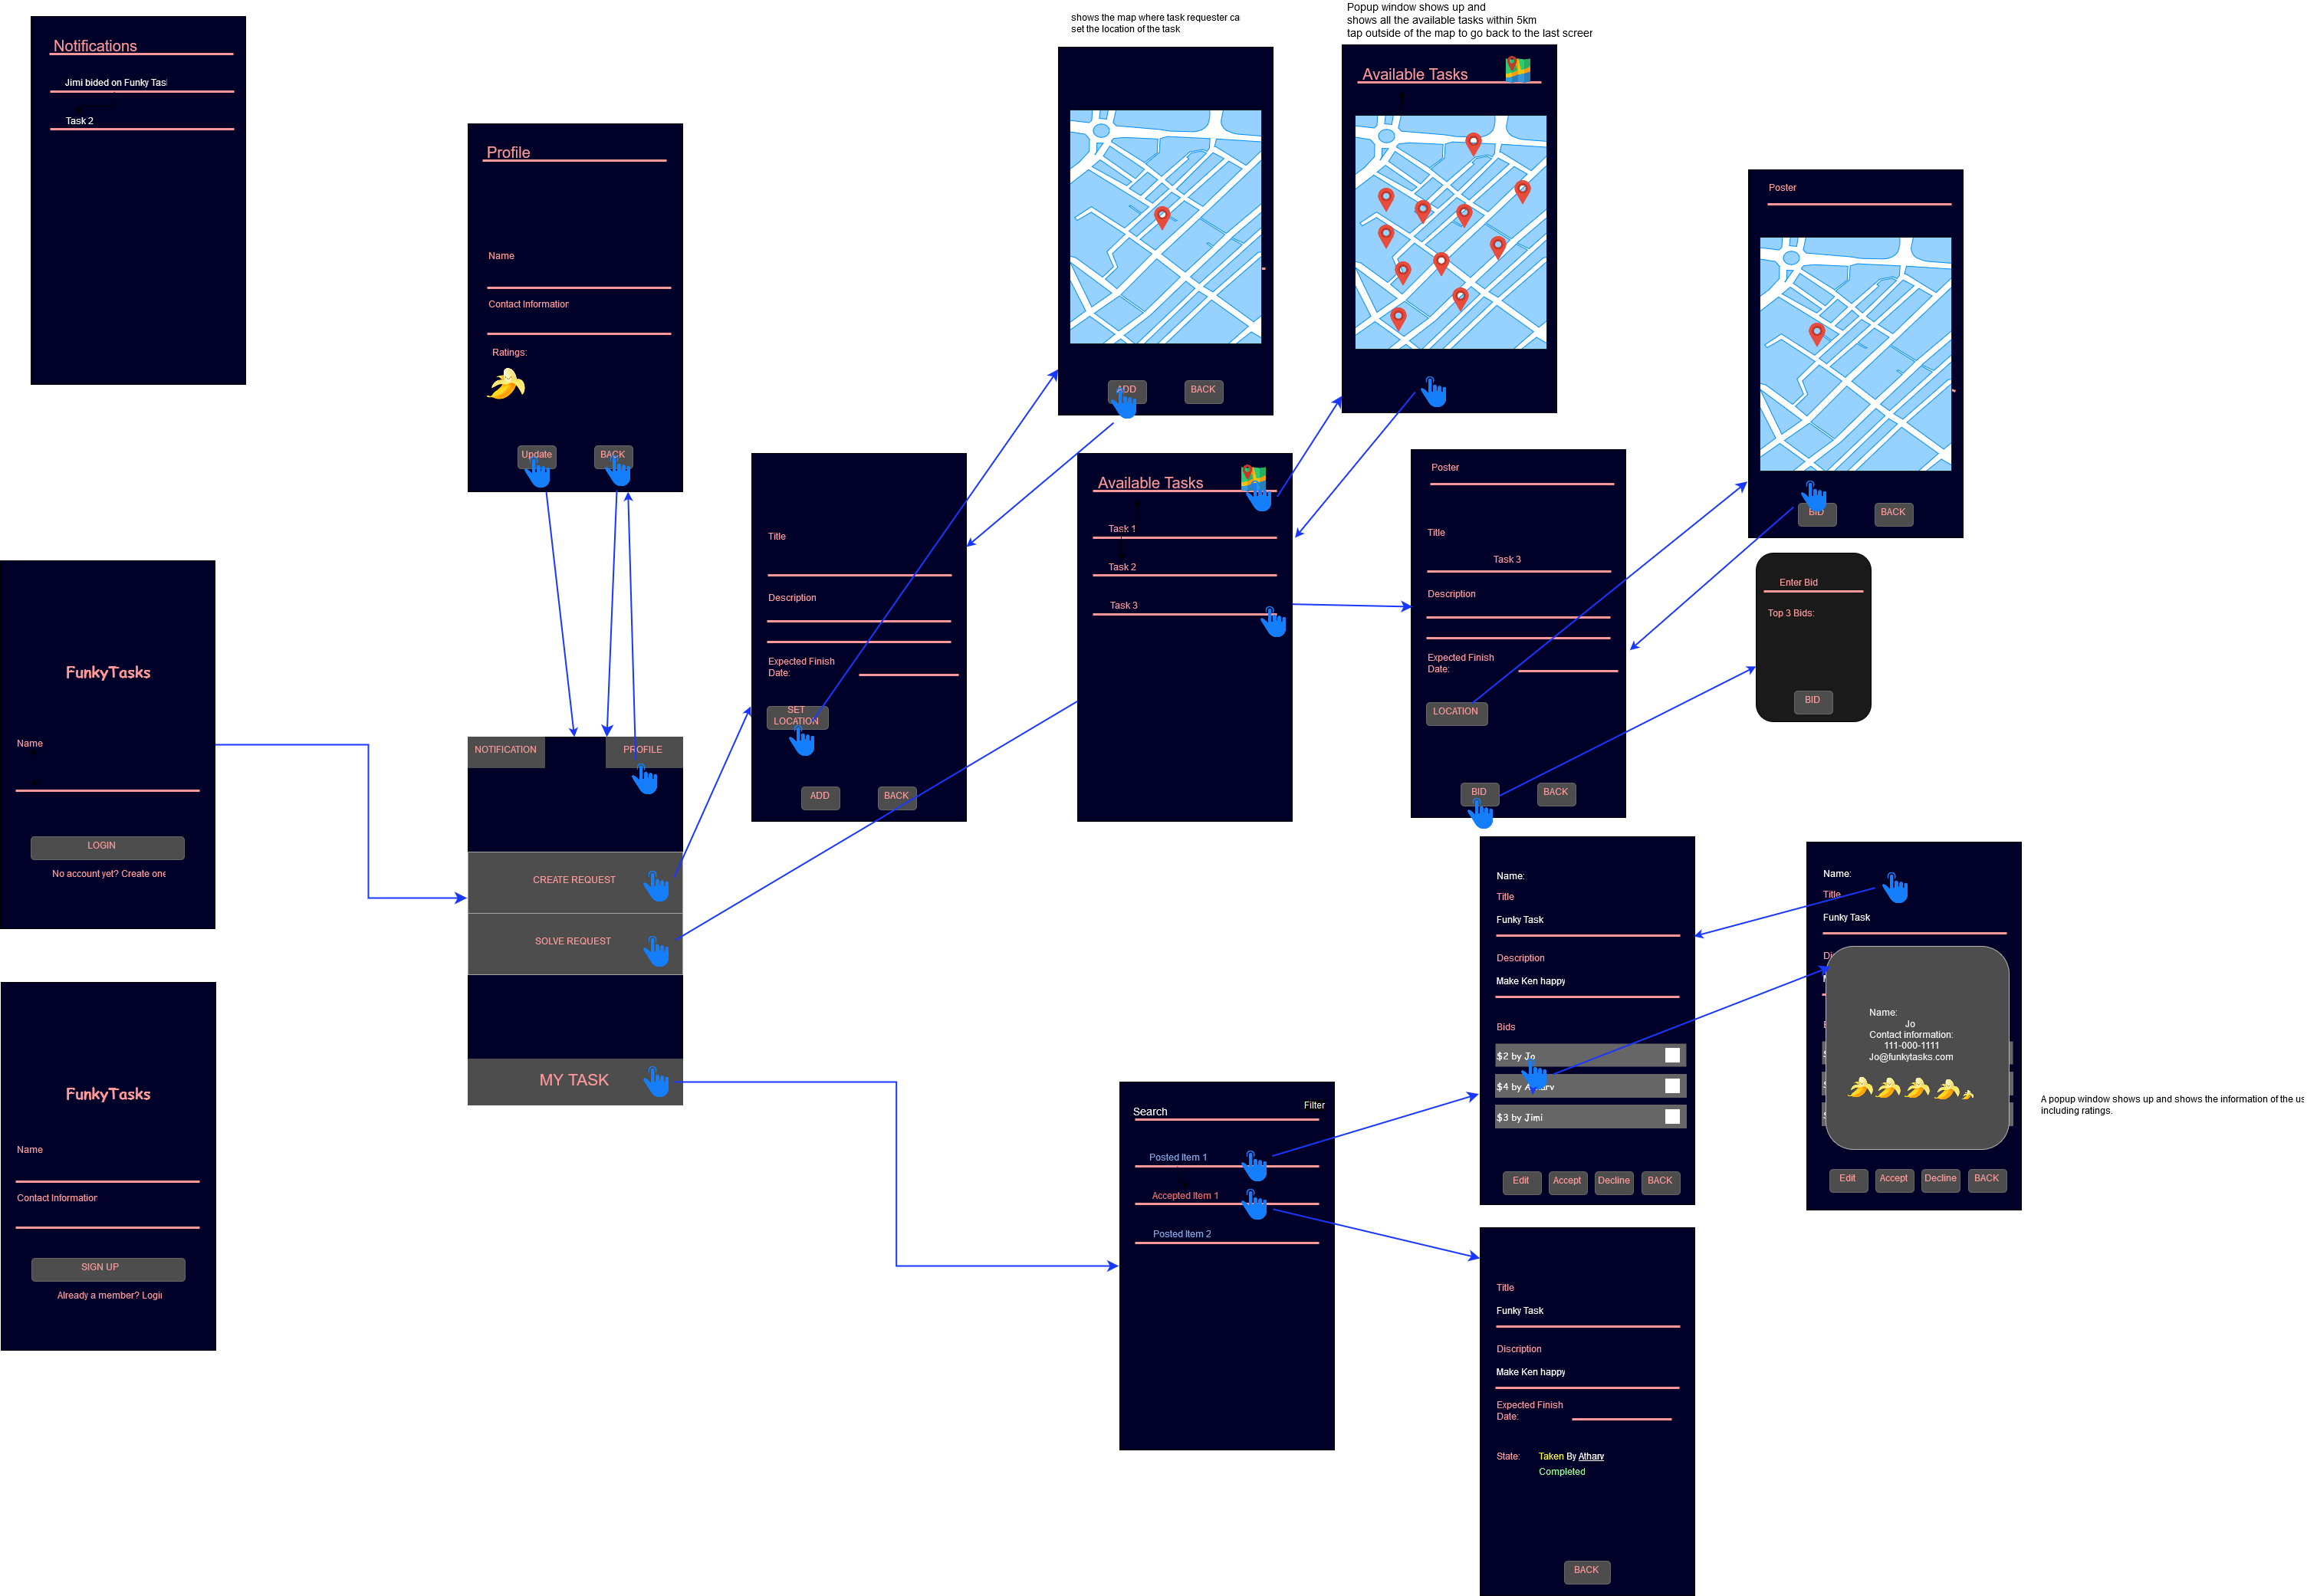 Notifications
Jimi bided on Funky Tas
Task 2
Profile
Name
Contact Information
Ratings:
Update
BACK
FunkyTasks
Name
LOGIN
No account yet? Create one
FunkyTasks
Name
Contact Information
SIGN UP
Already a member? Login
NOTIFICATION
PROFILE
CREATE REQUEST
SOLVE REQUEST
MY TASK
Title
Description
Expected Finish
Date:
SET
LOCATION
ADD
BACK
shows the map where task requester ca
set the location of the task
ADD
BACK
Popup window shows up and
shows all the available tasks within 5km
tap outside of the map to go back to the last screen
Available Tasks
Available Tasks
Task 1
Task 2
Task 3
Poster
Title
Task 3
Description
Expected Finish
Date:
LOCATION
BID
BACK
Poster
BID
BACK
Enter Bid
Top 3 Bids:
BID
Search
Filter
Posted Item 1
Accepted Item 1
Posted Item 2
Name:
Title
Funky Task
Description
Make Ken happy
Bids
$2 by Jo
$4 by Atharv
$3 by Jimi
Edit
Accept
Decline
BACK
Name:
Title
Funky Task
Di
Name:
Jo
Contact information:
111-000-1111
Jo@funkytasks.com
Edit
Accept
Decline
BACK
A popup window shows up and shows the information of the us
including ratings.
Title
Funky Task
Discription
Make Ken happy
Expected Finish
Date:
State:
Taken By Atharv
Completed
BACK